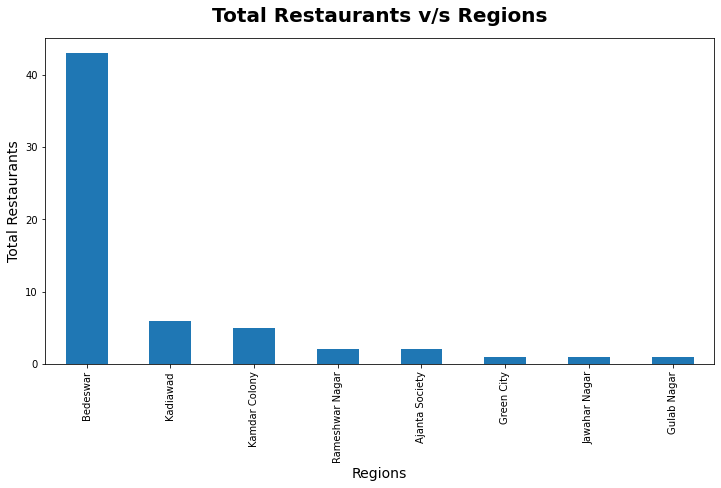 Total Restaurants v/s Regions
Total Restaurants
40
30
20
10
0
Bedeswar
Kadiawad
Kamdar Colony
Rameshwar Nagar
Ajanta Society
Green City
Jawahar Nagar
Gulab Nagar
Regions